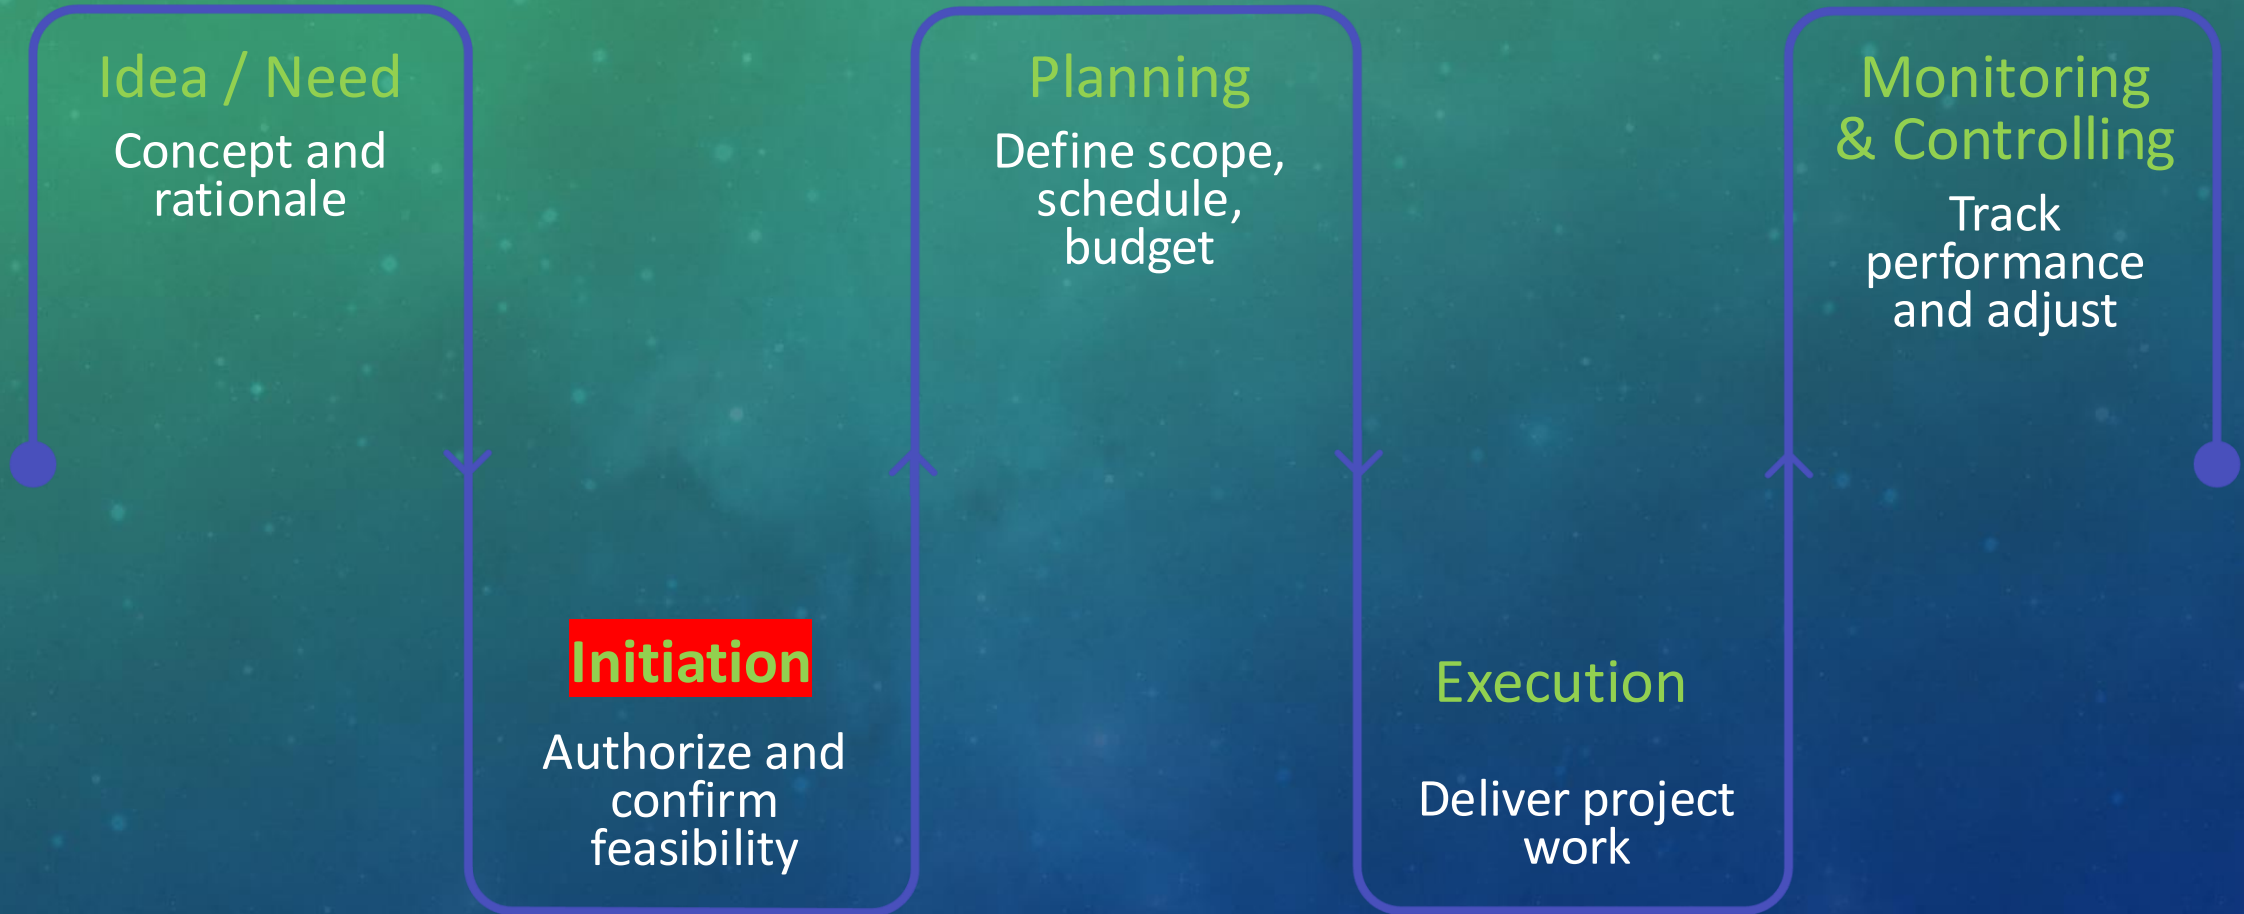 Idea / Need
Concept and
rationale
Initiation
Authorize and
confirm
feasibility
Planning
Define scope,
schedule,
budget
Execution
Deliver project
work
Monitoring
& Controlling
Track
performance
and adjust